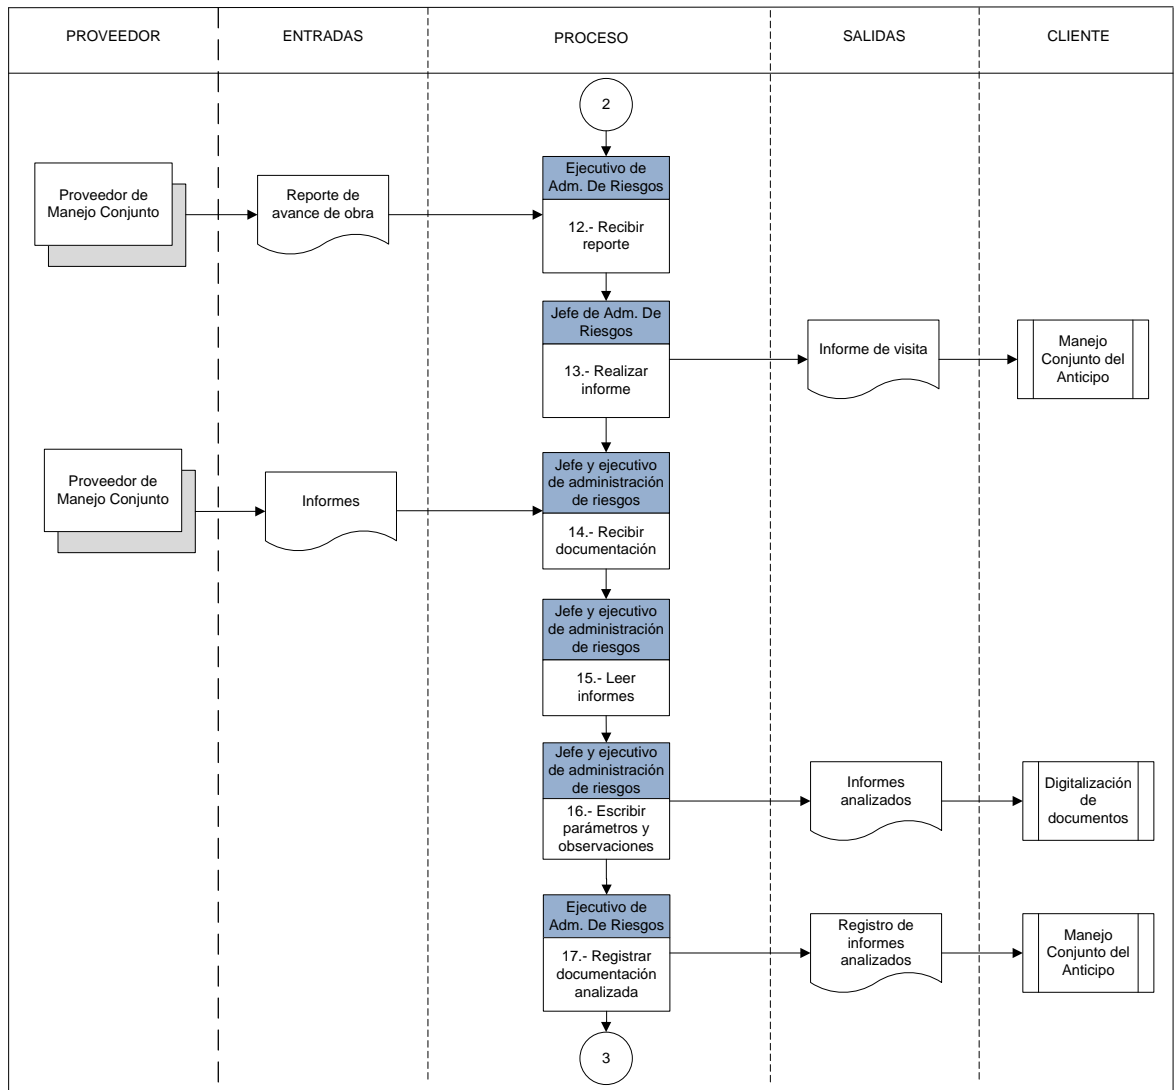 PROVEEDOR
ENTRADAS
PROCESO
SALIDAS
CLIENTE
2
Proveedor de
Manejo Conjunto
Reporte de
avance de obra
Ejecutivo de
Adm. De Riesgos
12.- Recibir
reporte
Jefe de Adm. De
Riesgos
13.- Realizar
informe
Informe de visita
Manejo
Conjunto del
Anticipo
Proveedor de
Manejo Conjunto
Informes
Jefe y ejecutivo
de administración
de riesgos
14.- Recibir
documentación
Jefe y ejecutivo
de administración
de riesgos
15.- Leer
informes
Jefe y ejecutivo
de administración
de riesgos
16.- Escribir
parámetros y
observaciones
Informes
analizados
Digitalización
de
documentos
Ejecutivo de
Adm. De Riesgos
17.- Registrar
documentación
analizada
Registro de
informes
analizados
Manejo
Conjunto del
Anticipo
3